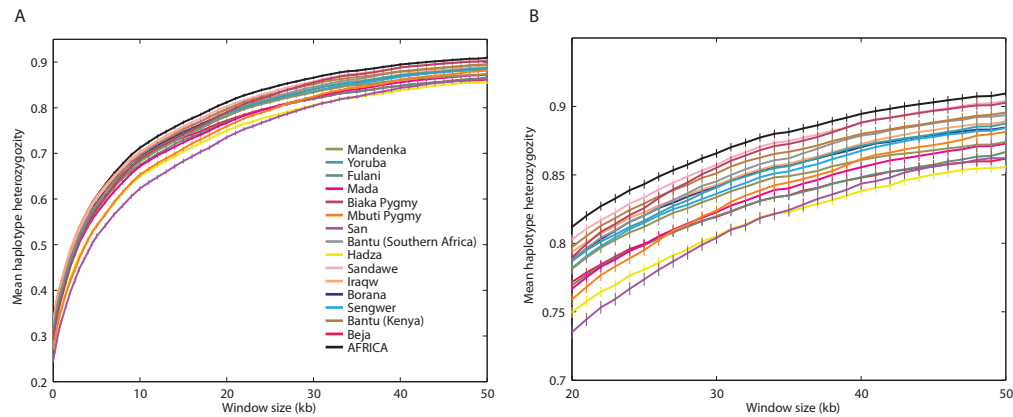 A
Mean haplotype heterozygozity
0.9
0.8
0.7
0.6
0.5
0.4
0.3
0.2
0
10
20
30
40
50
Window size (kb)
Mandenka
Yoruba
Fulani
Mada
Biaka Pygmy
Mbuti Pygmy
San
Bantu (Southern Africa)
Hadza
Sandawe
Iraqw
Borana
Sengwer
Bantu (Kenya)
Beja
AFRICA
B
Mean haplotype heterozygosity
0.9
0.85
0.8
0.75
0.7
20
30
40
50
Window size (kb)